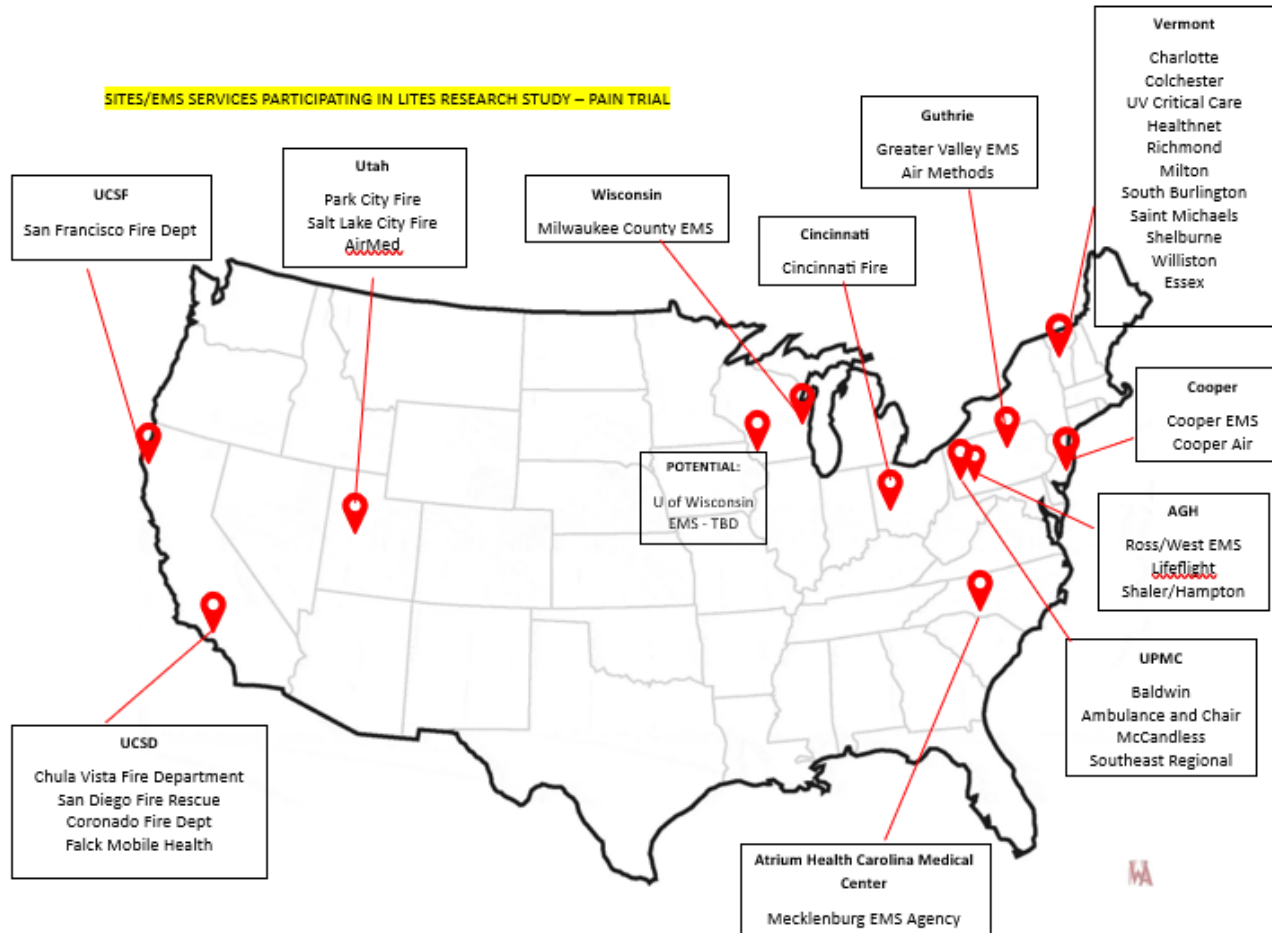 SITES/EMS SERVICES PARTICIPATING IN LITES RESEARCH STUDY – PAIN TRIAL
UCSF
San Francisco Fire Dept
Utah
Park City Fire
Salt Lake City Fire
AirMed
Wisconsin
Milwaukee County EMS
Cincinnati
Cincinnati Fire
Guthrie
Greater Valley EMS
Air Methods
Vermont
Charlotte
Colchester
UV Critical Care
Healthnet
Richmond
Milton
South Burlington
Saint Michaels
Shelburne
Williston
Essex
Cooper
Cooper EMS
Cooper Air
POTENTIAL:
U of Wisconsin
EMS - TBD
AGH
Ross/West EMS
Lifeflight
Shaler/Hampton
UPMC
Baldwin
Ambulance and Chair
McCandless
Southeast Regional
UCSD
Chula Vista Fire Department
San Diego Fire Rescue
Coronado Fire Dept
Falck Mobile Health
Atrium Health Carolina Medical
Center
Mecklenburg EMS Agency